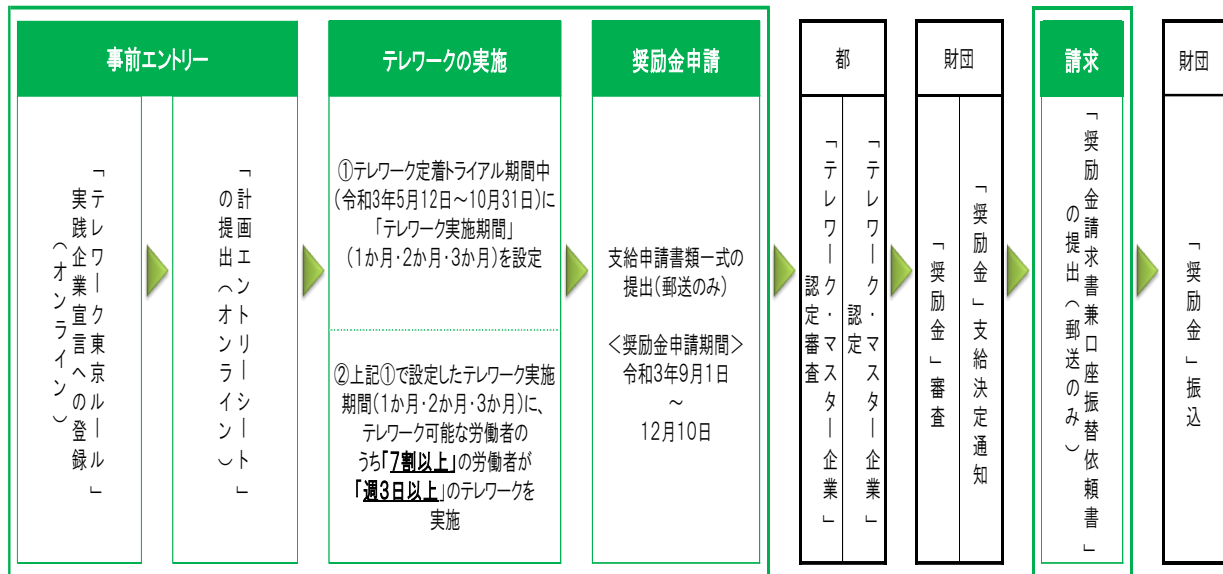 事前エントリー
「テレワーク東京ルール」
実践企業宣言への登録
（オンライン）
「計画エントリーシート」
の提出（オンライン）
テレワークの実施
①テレワーク定着トライアル期間中
(令和3年5月12日～10月31日)に
「テレワーク実施期間」
(1か月・2か月・3か月)を設定
②上記①で設定したテレワーク実施
期間(1か月・2か月・3か月)に、
テレワーク可能な労働者の
うち「7割以上」の労働者が
「週3日以上」のテレワークを
実施
奨励金申請
支給申請書類一式の
提出(郵送のみ)
＜奨励金申請期間＞
令和3年9月1日
～
12月10日
都
「テレワーク・マスター企業」
認定審査
「テレワーク・マスター企業」
認定
財団
「奨励金」審査
「奨励金」支給決定通知
請求
「奨励金請求書兼口座振替依頼書」
の提出（郵送のみ）
財団
「奨励金」振込